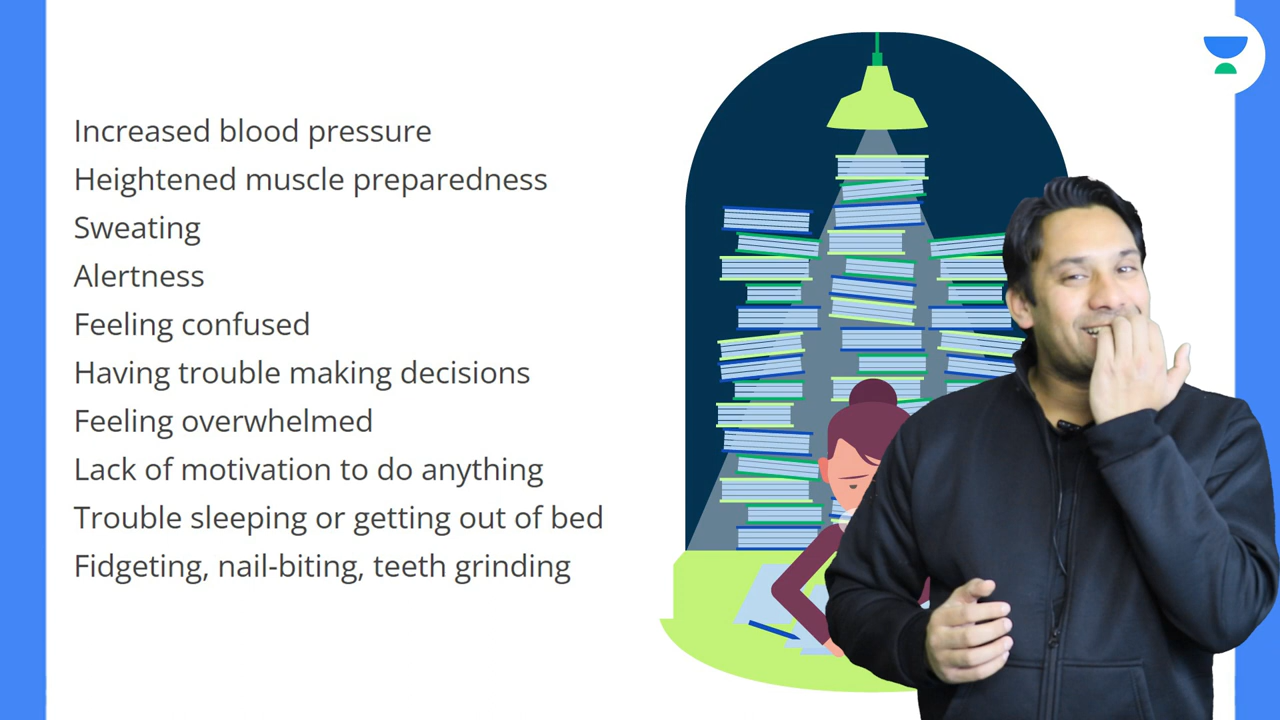 Increased blood pressure
Heightened muscle preparedness
Sweating
Alertness
Feeling confused
Having trouble making decisions
Feeling overwhelmed
Lack of motivation to do anything
Trouble sleeping or getting out of bed
Fidgeting, nail-biting, teeth grinding